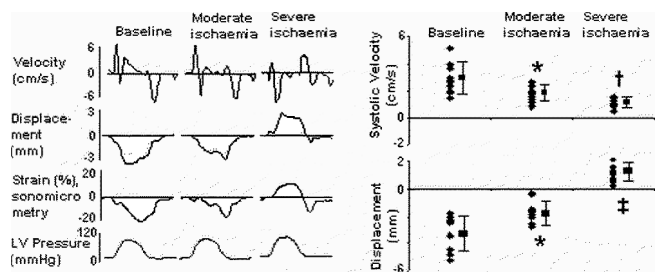 Baseline
Moderate ischaemia
Severe ischaemia
Velocity (cm/s)
6
0
-6
Displace-
ment
(mm)
3
0
-3
Strain (%),
sonomicro
metry
20
0
-20
LV Pressure
(mmHg)
120
0
Baseline
Moderate
ischaemia
Severe
ischaemia
Systolic Velocity
(cm/s)
6
2
0
-2
*
†
Displacement
(mm)
2
0
-6
*
‡